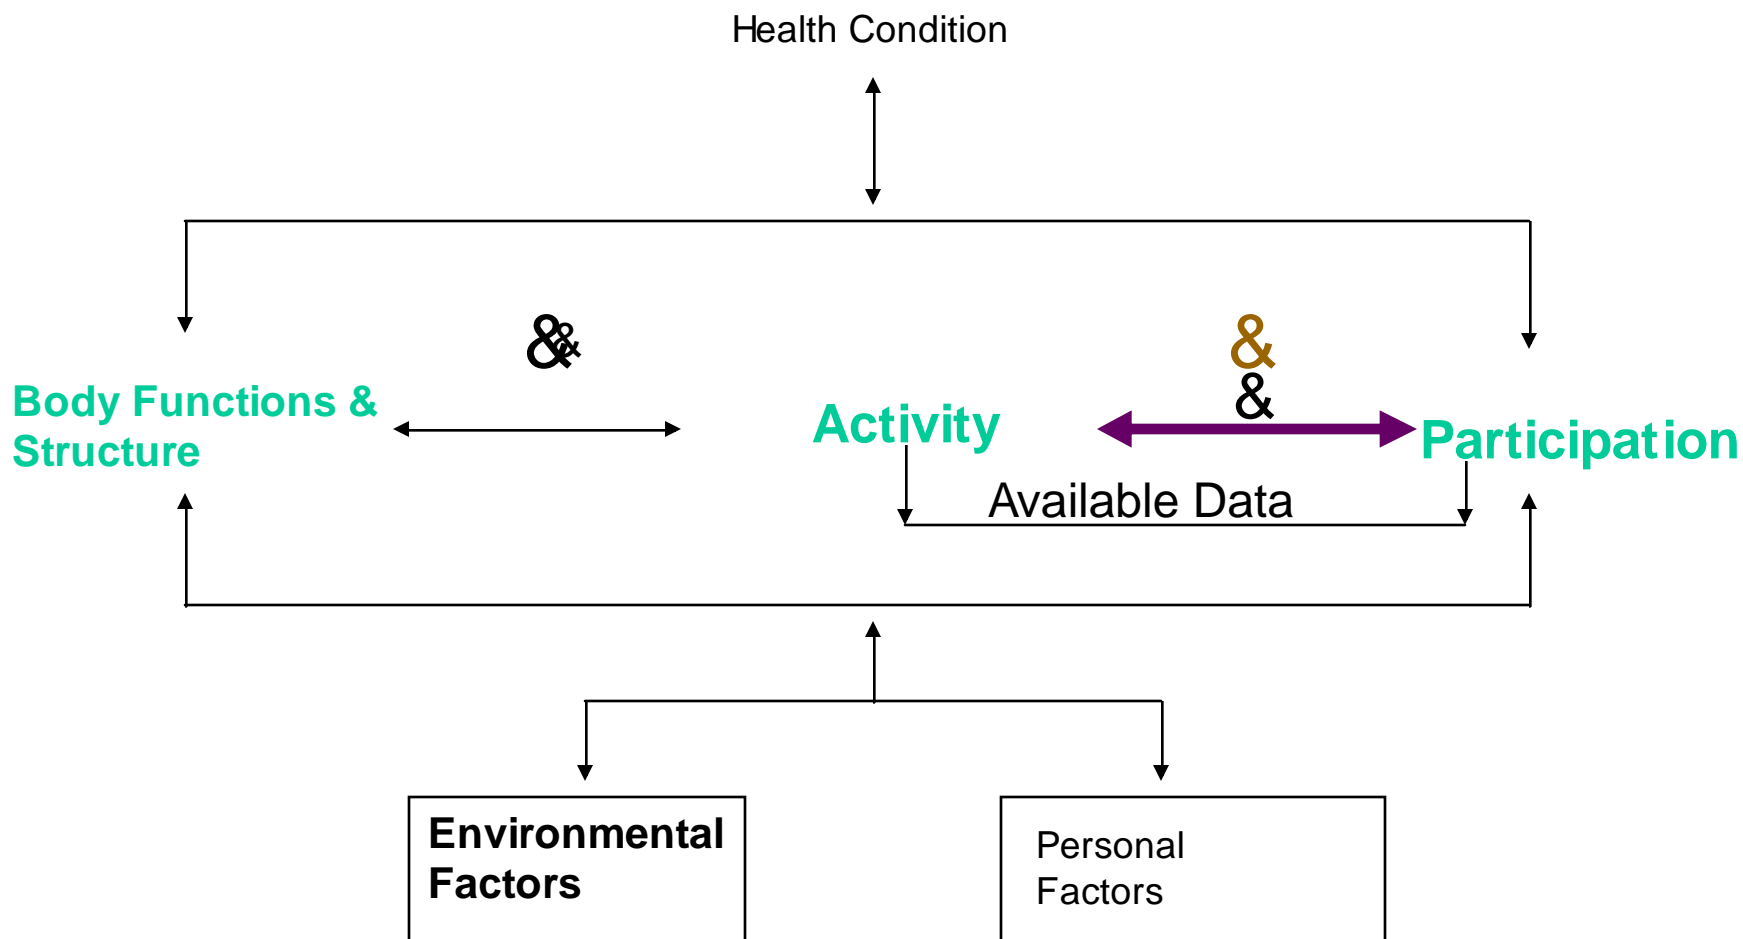 Health Condition
&&
&
&
Body Functions &
Structure
Activity
Participation
Available Data
Environmental
Factors
Personal
Factors